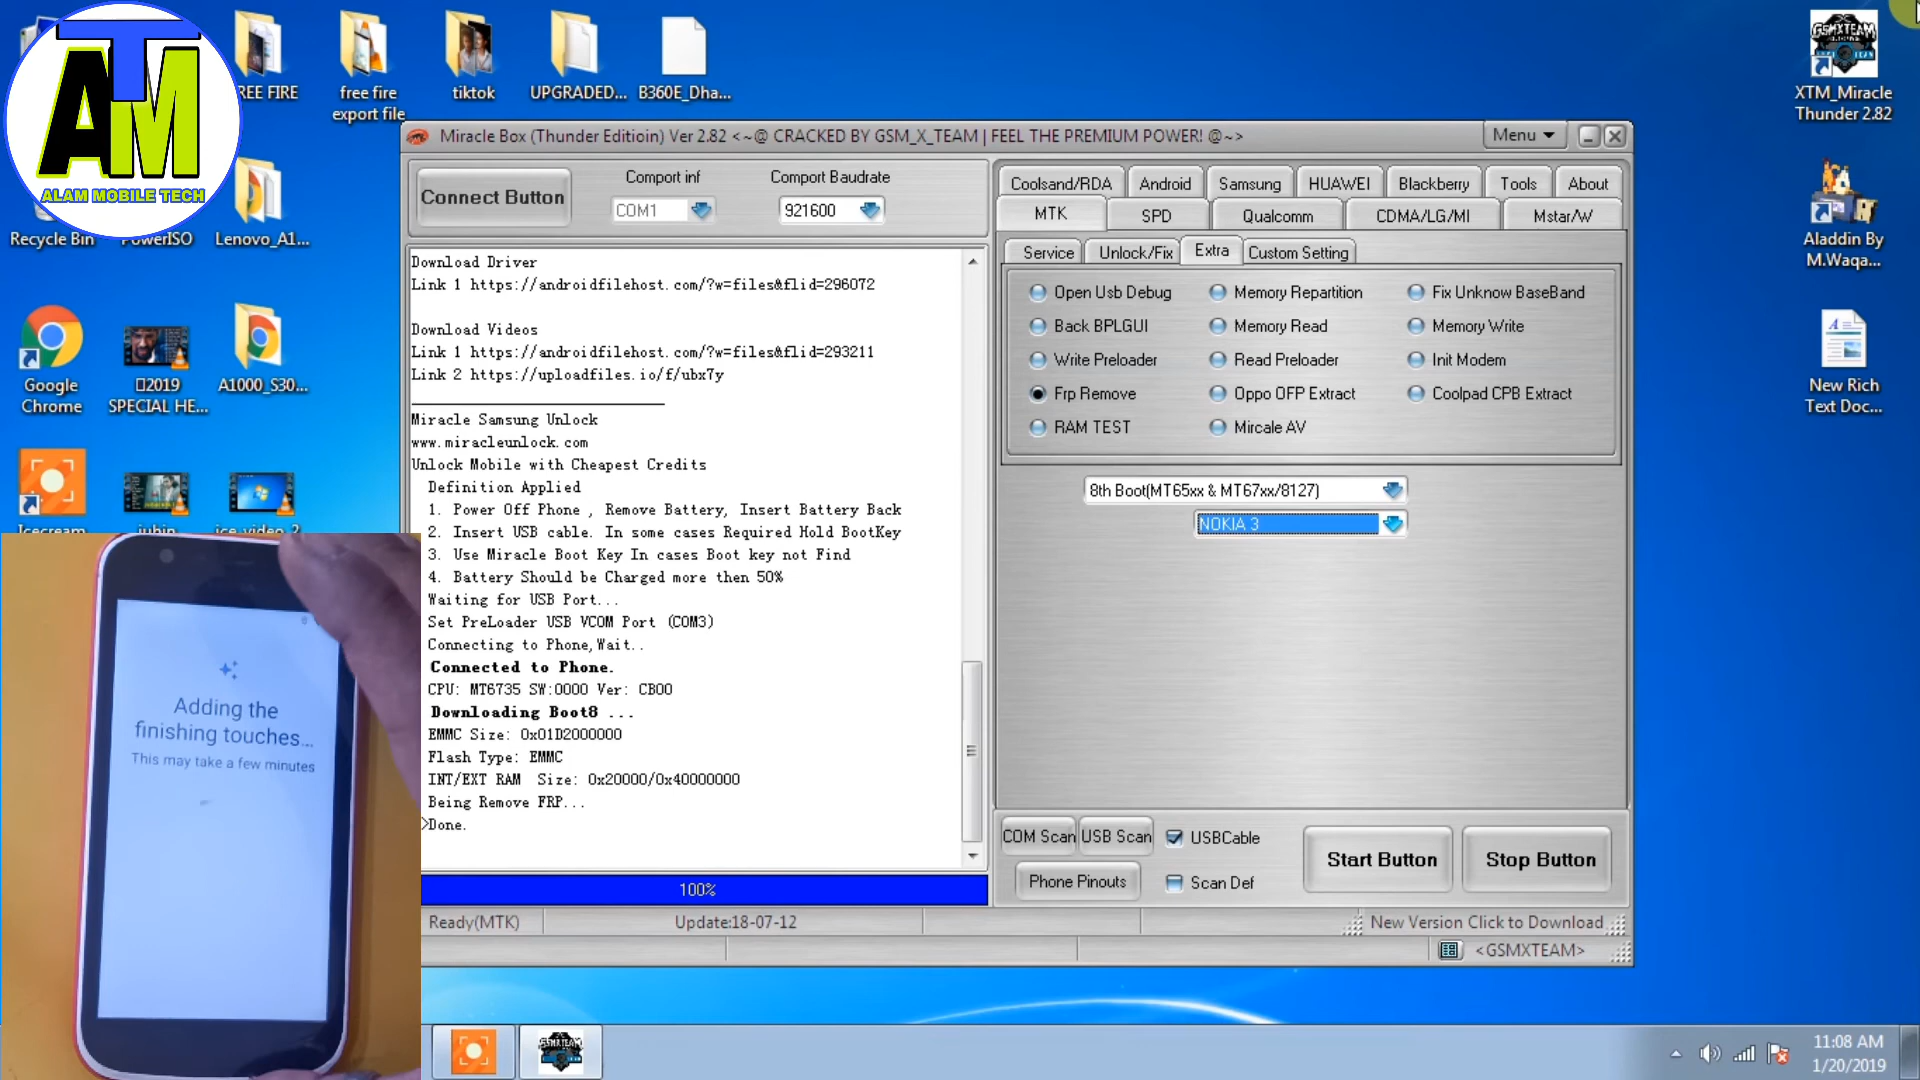 ATM
ALAM MOBILE TECH
REE FIRE
free fire
export file
tiktok
UPGRADED...
B360E_Dha...
Recycle Bin
PowerISO
Lenovo_A1...
Google
Chrome
2019
SPECIAL HE...
A1000_S30...
Icecream
jubin
ice video 2
GSMXTEAM
XTM_Miracle
Thunder 2.82
Aladdin By
M.Waqa...
New Rich
Text Doc...
Miracle Box (Thunder Editioin) Ver 2.82 <~@ CRACKED BY GSM_X_TEAM | FEEL THE PREMIUM POWER! @~>
Menu
Connect Button
Comport inf
COM1
Comport Baudrate
921600
Coolsand/RDA
Android
Samsung
HUAWEI
Blackberry
Tools
About
MTK
SPD
Qualcomm
CDMA/LG/MI
Mstar/W
Service
Unlock/Fix
Extra
Custom Setting
Open Usb Debug
Memory Repartition
Fix Unknow BaseBand
Back BPLGUI
Memory Read
Memory Write
Write Preloader
Read Preloader
Init Modem
Frp Remove
Oppo OFP Extract
Coolpad CPB Extract
RAM TEST
Mircale AV
8th Boot(MT65xx & MT67xx/8127)
NOKIA 3
Download Driver
Link 1 https://androidfilehost.com/?w=files&flid=296072
Download Videos
Link 1 https://androidfilehost.com/?w=files&flid=293211
Link 2 https://uploadfiles.io/f/ubx7y
Miracle Samsung Unlock
www.miracleunlock.com
Unlock Mobile with Cheapest Credits
Definition Applied
1. Power Off Phone , Remove Battery, Insert Battery Back
2. Insert USB cable. In some cases Required Hold BootKey
3. Use Miracle Boot Key In cases Boot key not Find
4. Battery Should be Charged more then 50%
Waiting for USB Port...
Set PreLoader USB VCOM Port (COM3)
Connecting to Phone,Wait..
Connected to Phone.
CPU: MT6735 SW:0000 Ver: CB00
Downloading Boot8 ...
EMMC Size: 0x01D2000000
Flash Type: EMMC
INT/EXT RAM  Size: 0x20000/0x40000000
Being Remove FRP...
>Done.
100%
COM Scan
USB Scan
USBCable
Phone Pinouts
Scan Def
Start Button
Stop Button
Ready(MTK)
Update:18-07-12
New Version Click to Download
<GSMXTEAM>
Adding the
finishing touches...
This may take a few minutes
11:08 AM
1/20/2019